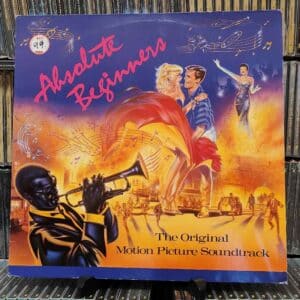 Absolute
Beginners
The Original
Motion Picture Soundtrack